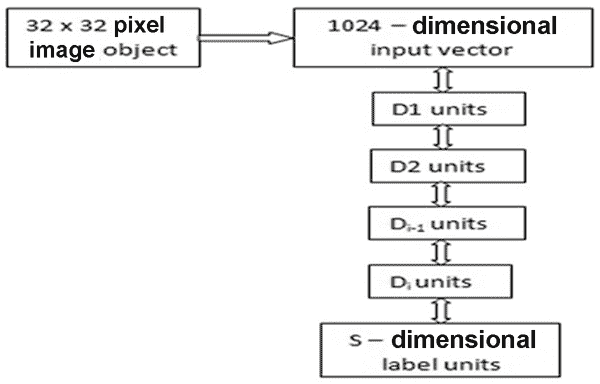 32 x 32 pixel
image object
1024 – dimensional
input vector
D1 units
D2 units
Di-1 units
Di units
S – dimensional
label units